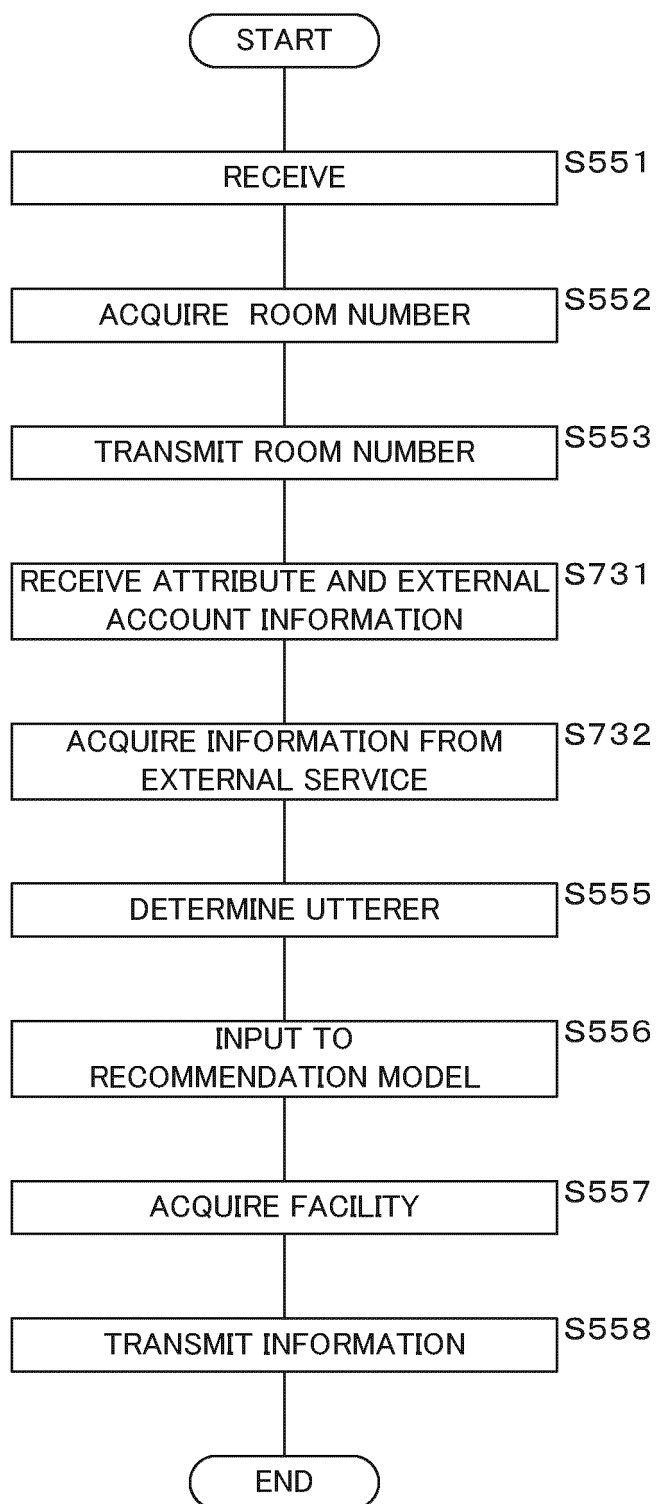 START
RECEIVE
S551
ACQUIRE ROOM NUMBER
S552
TRANSMIT ROOM NUMBER
S553
RECEIVE ATTRIBUTE AND EXTERNAL
ACCOUNT INFORMATION
S731
ACQUIRE INFORMATION FROM
EXTERNAL SERVICE
S732
DETERMINE UTTERER
S555
INPUT TO
RECOMMENDATION MODEL
S556
ACQUIRE FACILITY
S557
TRANSMIT INFORMATION
S558
END